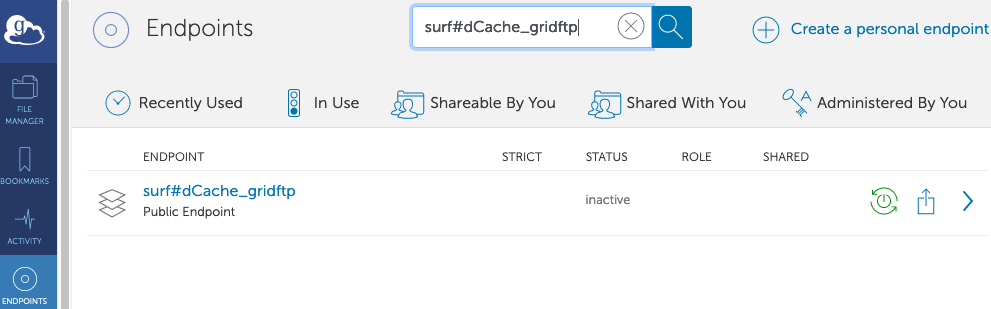 g
Endpoints
surf#dCache_gridftp
Create a personal endpoint
FILE
MANAGER
BOOKMARKS
ACTIVITY
ENDPOINTS
Recently Used
In Use
Shareable By You
Shared With You
Administered By You
ENDPOINT STRICT STATUS ROLE SHARED
surf#dCache_gridftp
Public Endpoint
inactive